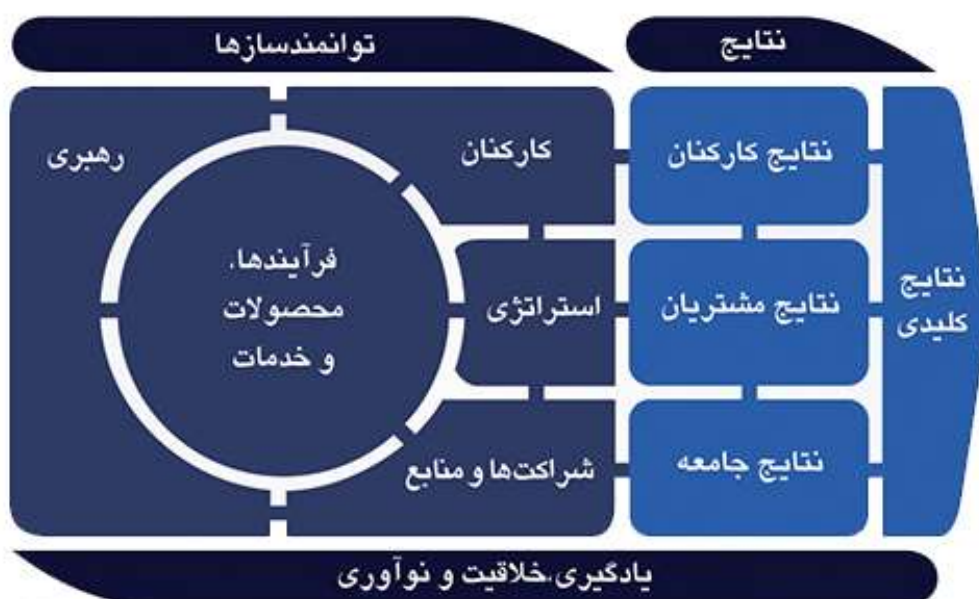 توانمندسازها
نتایج
رهبری
فرآیندها،
محصولات
و خدمات
کارکنان
استراتژی
شراکت‌ها و منابع
نتایج کارکنان
نتایج مشتریان
نتایج جامعه
نتایج
کلیدی
یادگیری،خلاقیت و نوآوری